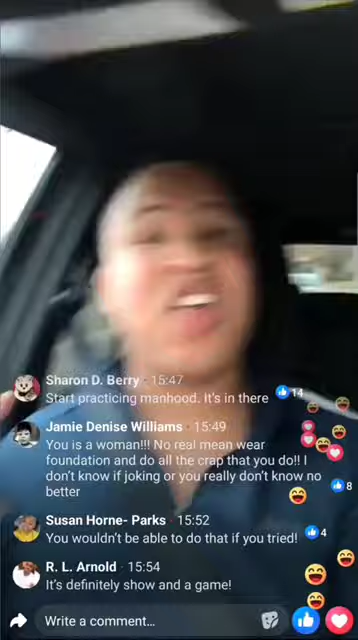 Sharon D. Berry · 15:47
Start practicing manhood. It's in there
14
Jamie Denise Williams · 15:49
You is a woman!!! No real mean wear
foundation and do all the crap that you do!! I
don't know if joking or you really don't know no
better
8
Susan Horne- Parks · 15:52
You wouldn't be able to do that if you tried!
4
R. L. Arnold · 15:54
It's definitely show and a game!
Write a comment…